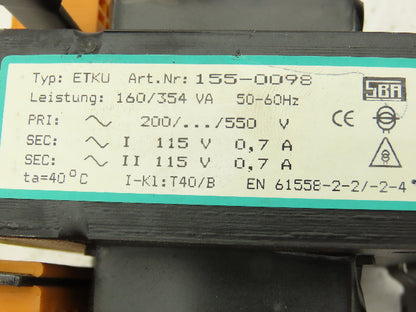 Typ: ETKU Art.Nr: 155-0098
SBA
Leistung: 160/354 VA 50-60Hz
PRI: ~ 200/.../550 V
CE
SEC: ~ I 115 V 0,7 A
SEC: ~ II 115 V 0,7 A
ta=40°C I-Kl:T40/B EN 61558-2-2/-2-4